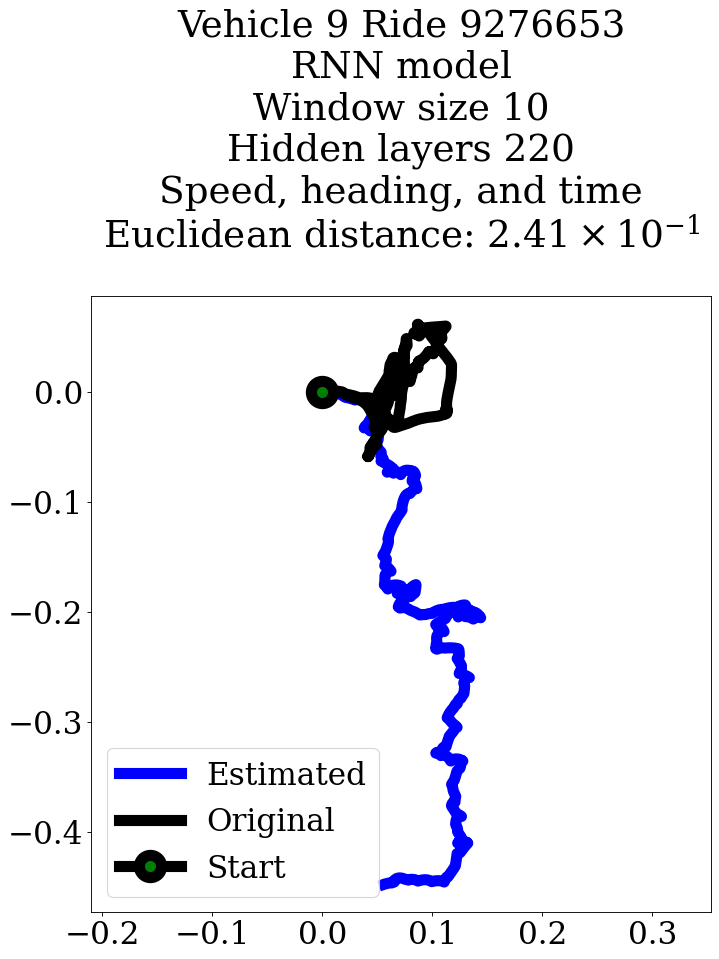 Vehicle 9 Ride 9276653
RNN model
Window size 10
Hidden layers 220
Speed, heading, and time
Euclidean distance: 2.41 × 10⁻¹
0.0
−0.1
−0.2
−0.3
−0.4
Estimated
Original
Start
−0.2 −0.1 0.0 0.1 0.2 0.3